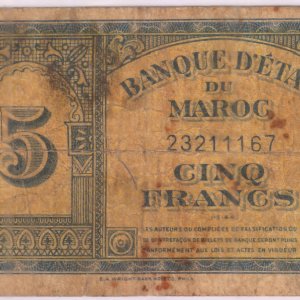 BANQUE D'ÉTA
DU
MAROC
5
23211167
CINQ
FRANCS
LES AUTEURS OU COMPLICES DE FALSIFICATION OU
DE CONTREFAÇON DE BILLETS DE BANQUE SERONT PUNIS
CONFORMÉMENT AUX LOIS ET ACTES EN VIGUEUR
E.A. WRIGHT BANK NOTE CO. PHILA.